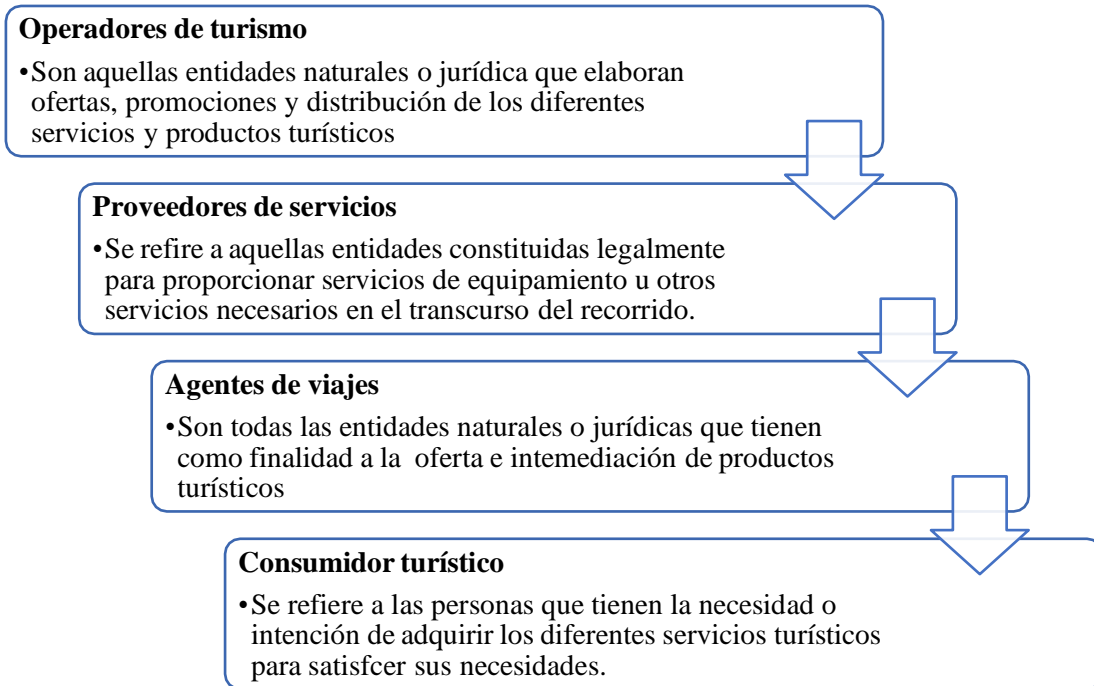 Operadores de turismo
•Son aquellas entidades naturales o jurídica que elaboran
ofertas, promociones y distribución de los diferentes
servicios y productos turísticos
Proveedores de servicios
•Se refire a aquellas entidades constituidas legalmente
para proporcionar servicios de equipamiento u otros
servicios necesarios en el transcurso del recorrido.
Agentes de viajes
•Son todas las entidades naturales o jurídicas que tienen
como finalidad a la oferta e intemediación de productos
turísticos
Consumidor turístico
•Se refiere a las personas que tienen la necesidad o
intención de adquirir los diferentes servicios turísticos
para satisfcer sus necesidades.